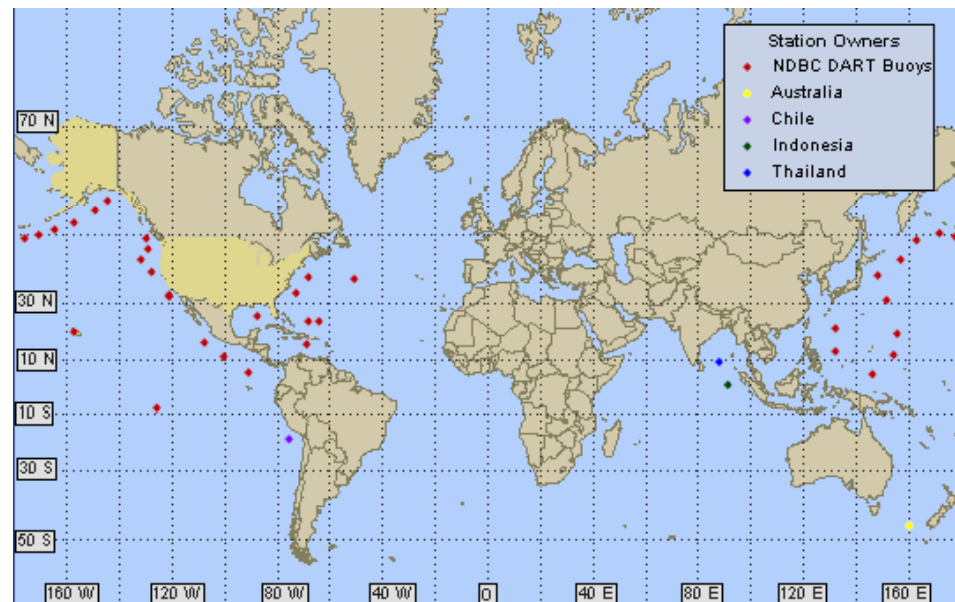 Station Owners
NDBC DART Buoys
Australia
Chile
Indonesia
Thailand
70 N
30 N
10 N
10 S
30 S
50 S
160 W
120 W
80 W
40 W
0
40 E
80 E
120 E
160 E